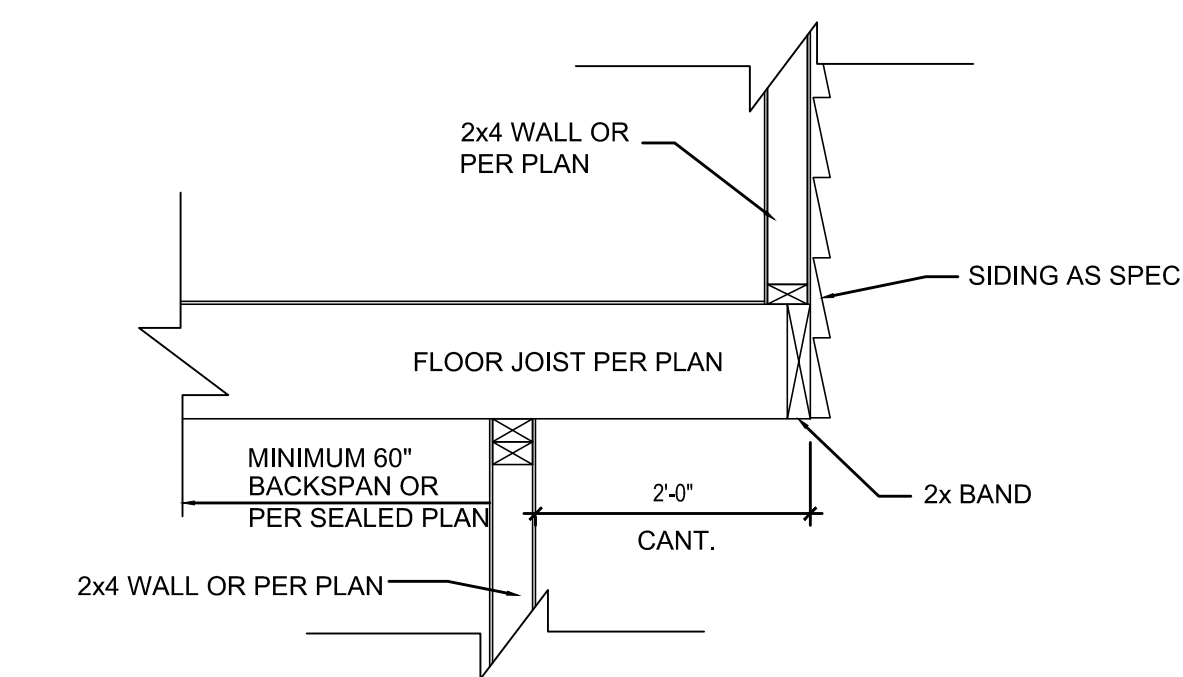 2x4 WALL OR
PER PLAN
SIDING AS SPEC
FLOOR JOIST PER PLAN
MINIMUM 60"
BACKSPAN OR
PER SEALED PLAN
2'-0"
CANT.
2x BAND
2x4 WALL OR PER PLAN